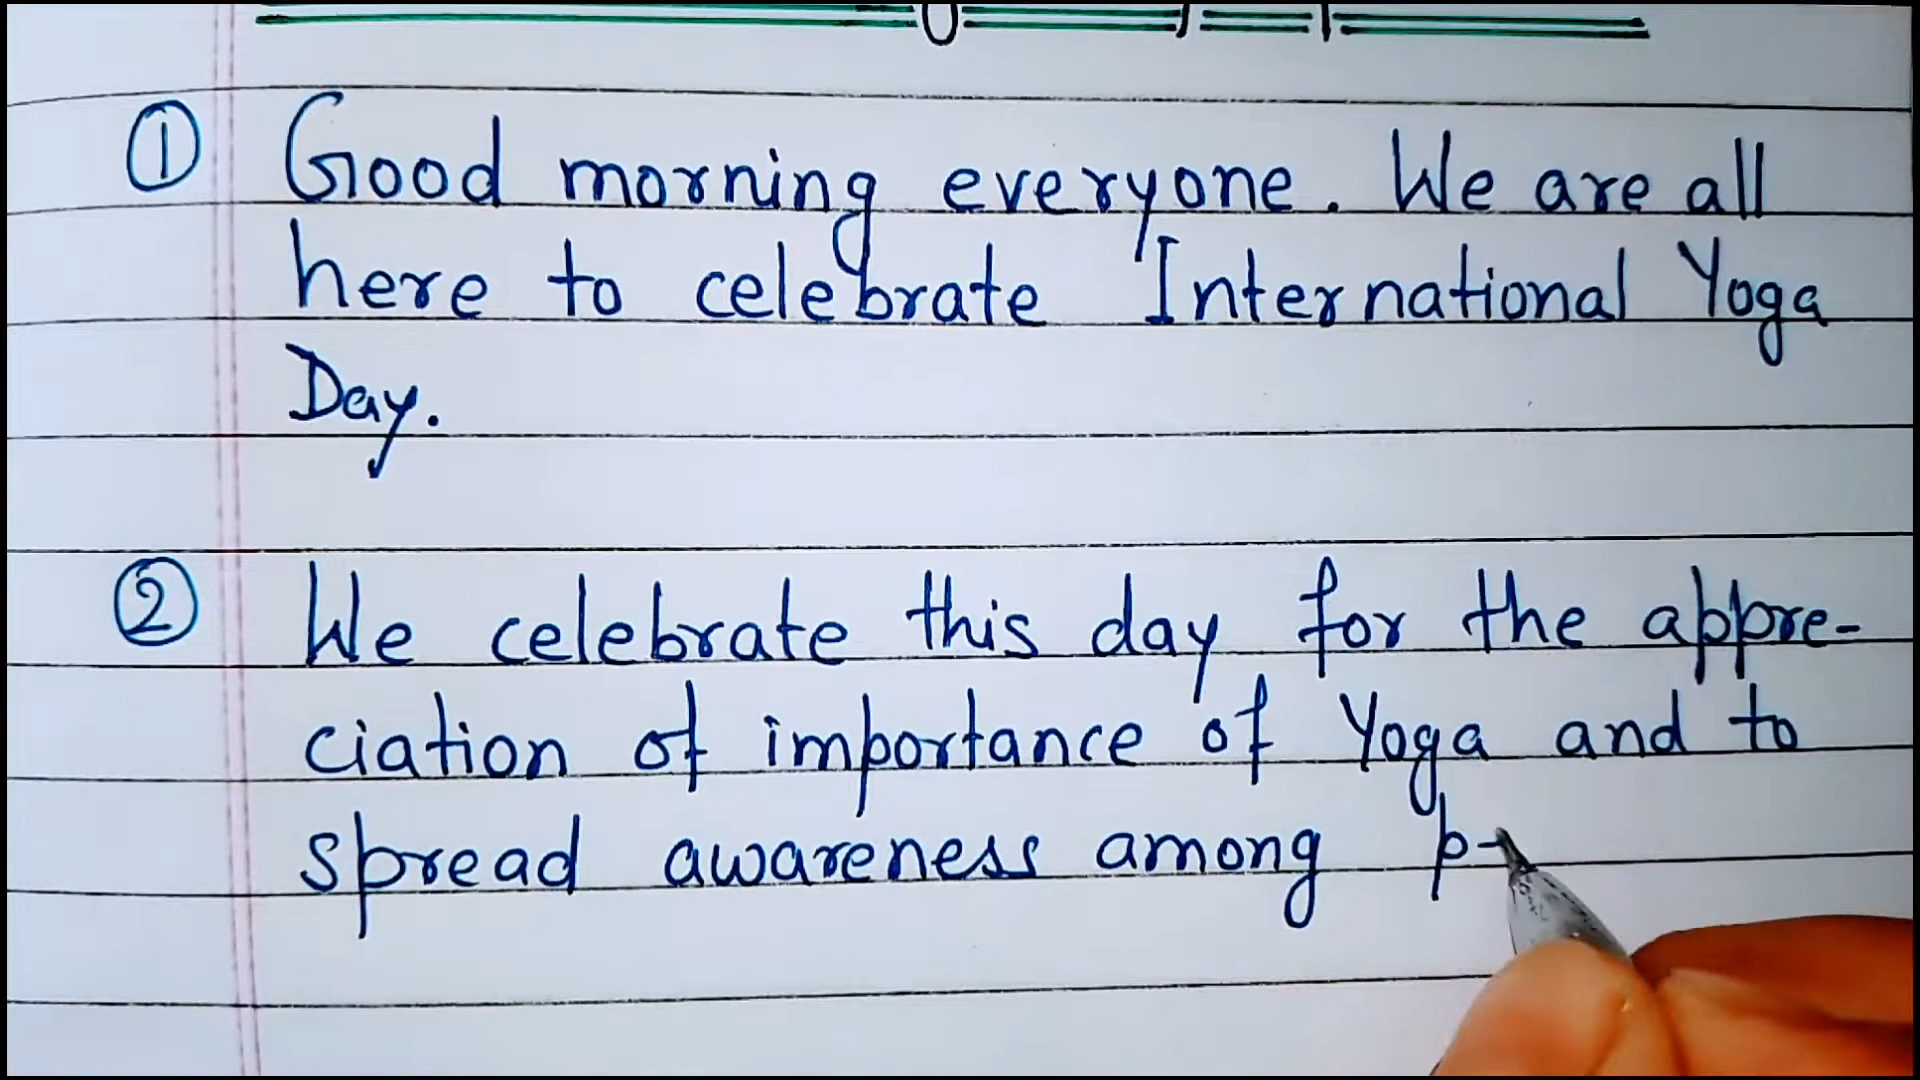 ① Good morning everyone. We are all
here to celebrate International Yoga
Day.
② We celebrate this day for the appre-
ciation of importance of Yoga and to
spread awareness among p